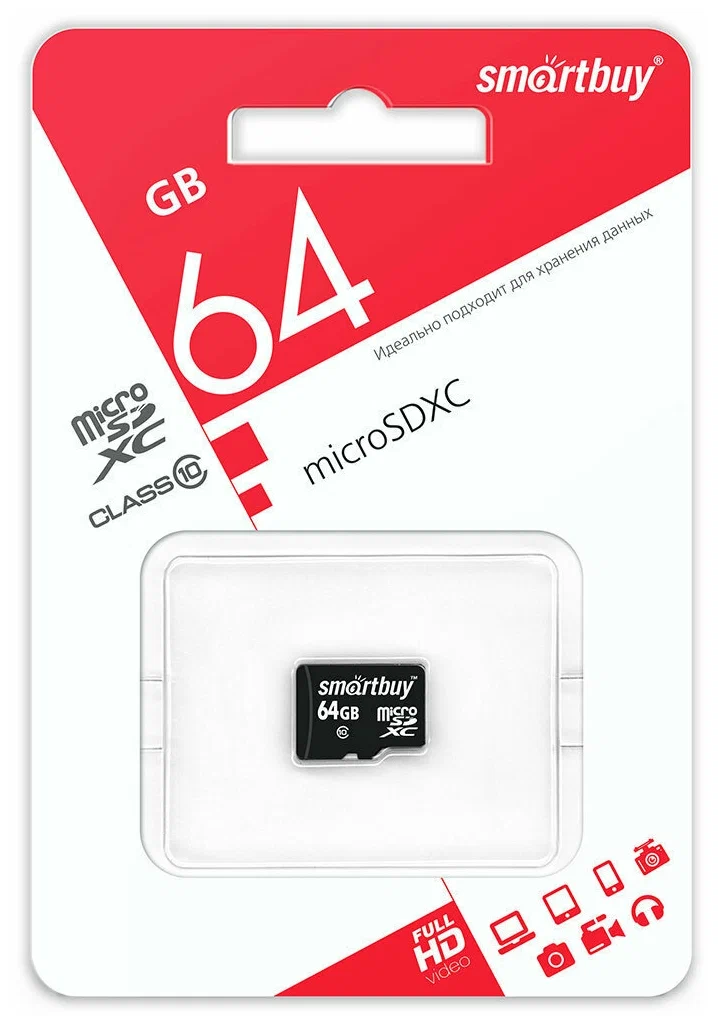 smartbuy®
GB
64
Идеально подходит для хранения данных
microSDXC
micro
SD
XC
CLASS 10
smartbuy™
64GB
micro
SD
XC
10
FULL
HD
video